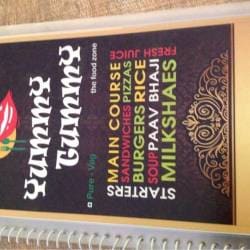 YUMMY
TUMMY
the food zone
Pure - Veg
STARTERS
MAIN COURSE
SANDWICHES PIZZAS
BURGERS RICE
SOUP PAAV BHAJI
MILKSHAES
FRESH JUICE